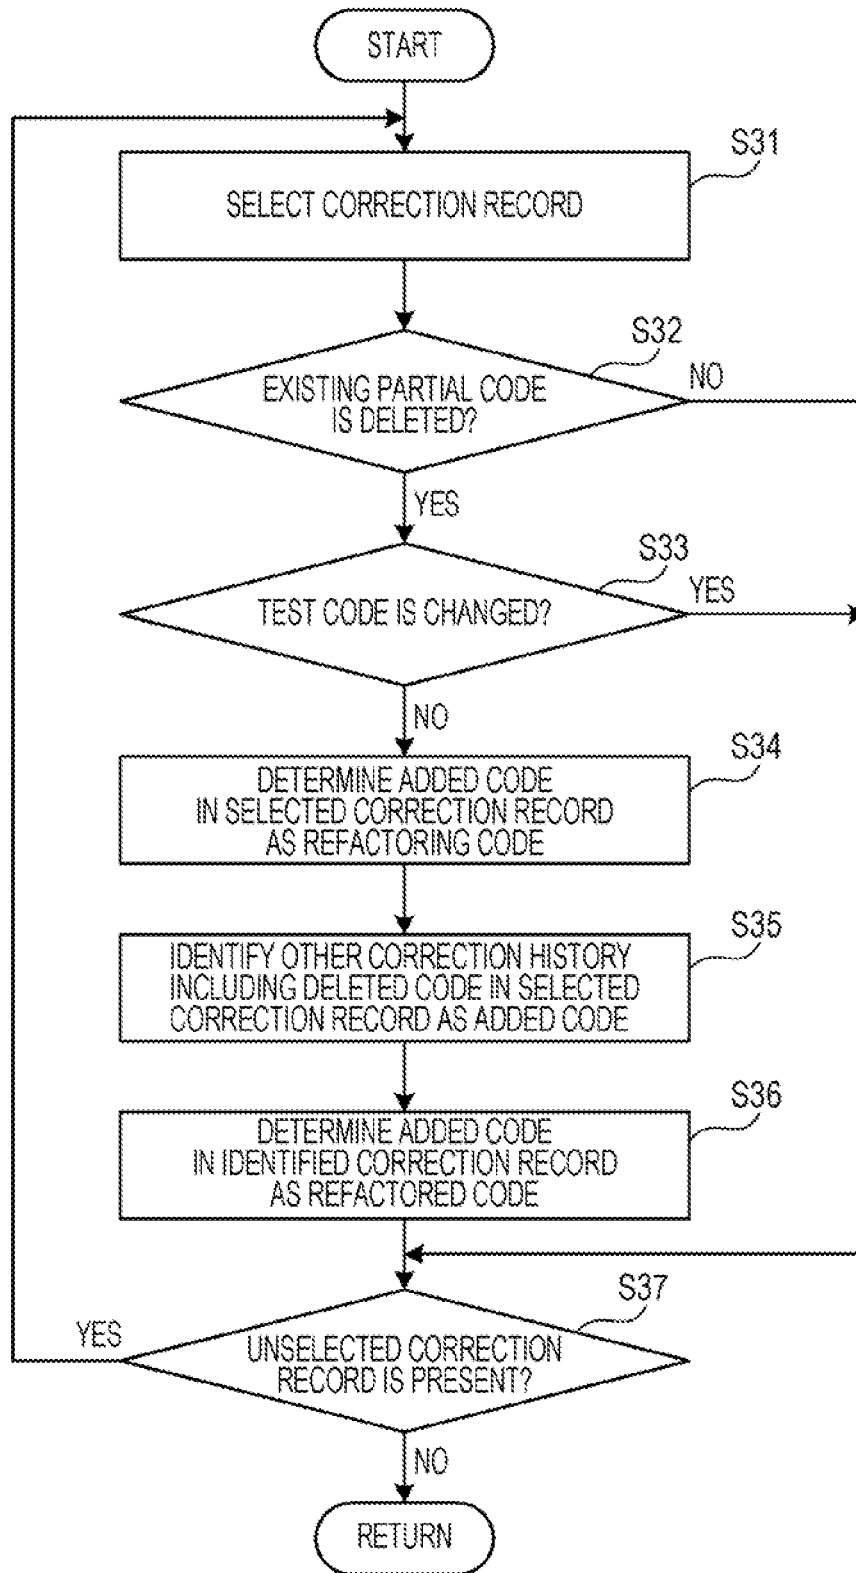 START
S31
SELECT CORRECTION RECORD
S32
EXISTING PARTIAL CODE
IS DELETED?
NO
YES
S33
TEST CODE IS CHANGED?
YES
NO
S34
DETERMINE ADDED CODE
IN SELECTED CORRECTION RECORD
AS REFACTORING CODE
S35
IDENTIFY OTHER CORRECTION HISTORY
INCLUDING DELETED CODE IN SELECTED
CORRECTION RECORD AS ADDED CODE
S36
DETERMINE ADDED CODE
IN IDENTIFIED CORRECTION RECORD
AS REFACTORED CODE
S37
YES
UNSELECTED CORRECTION
RECORD IS PRESENT?
NO
RETURN